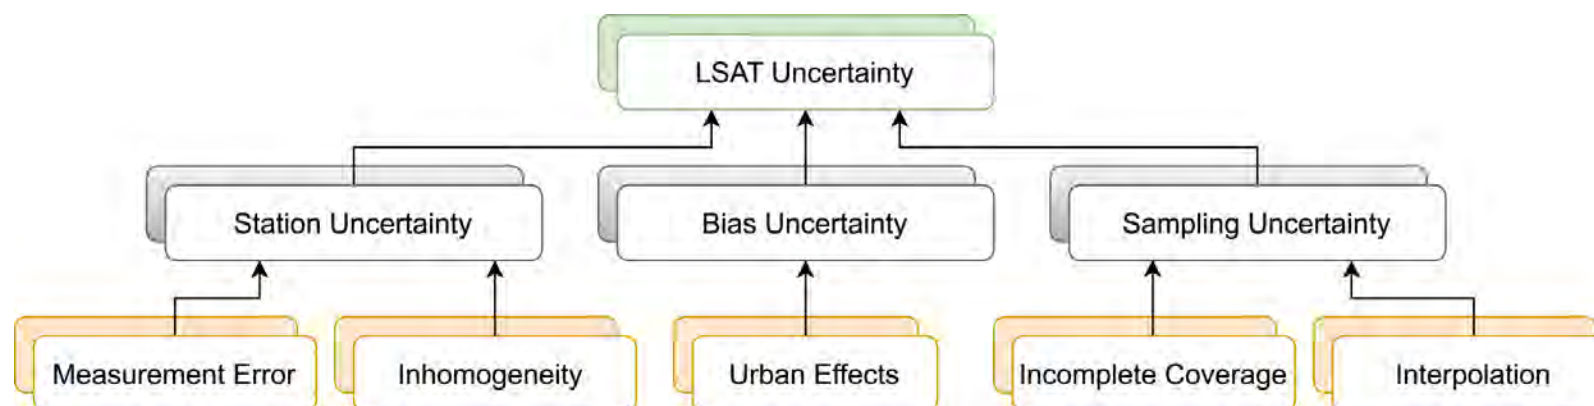 LSAT Uncertainty
Station Uncertainty
Bias Uncertainty
Sampling Uncertainty
Measurement Error
Inhomogeneity
Urban Effects
Incomplete Coverage
Interpolation